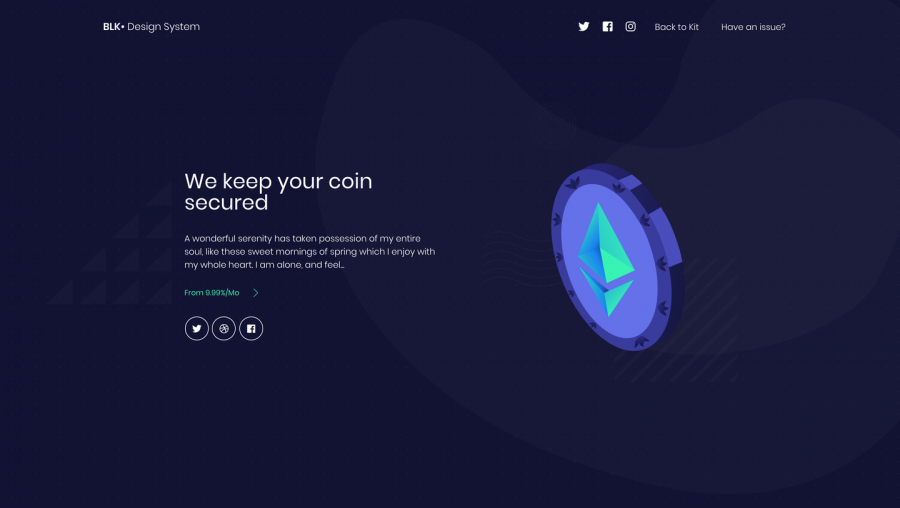 BLK• Design System
Back to Kit
Have an issue?
We keep your coin
secured
A wonderful serenity has taken possession of my entire
soul, like these sweet mornings of spring which I enjoy with
my whole heart. I am alone, and feel...
From 9.99%/Mo